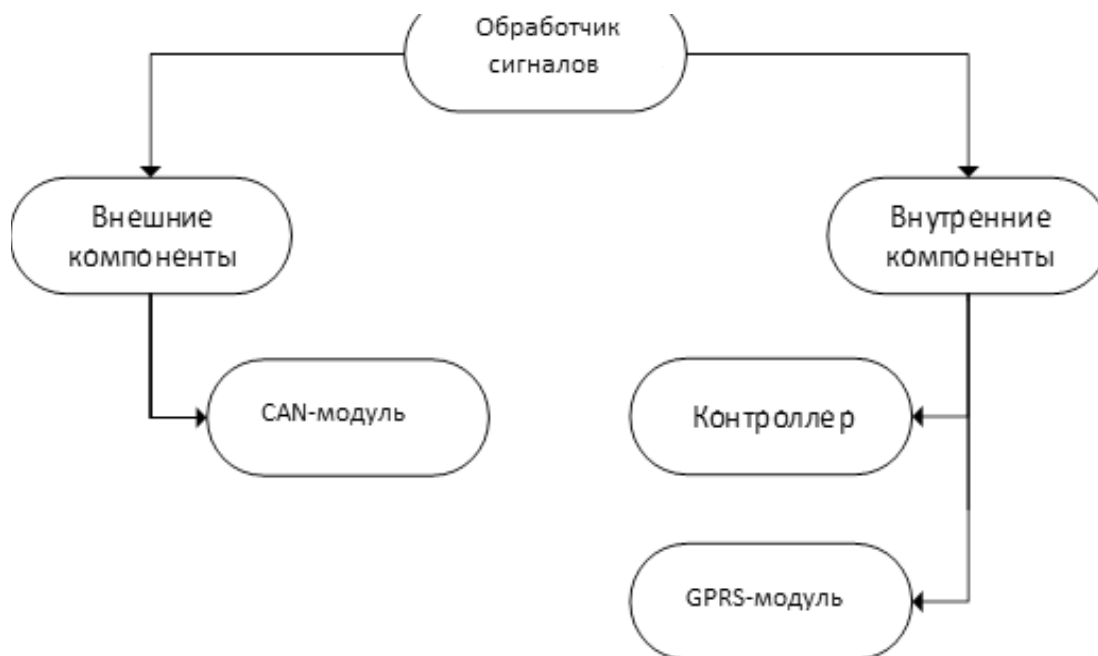 Обработчик
сигналов
Внешние
компоненты
Внутренние
компоненты
CAN-модуль
Контроллер
GPRS-модуль